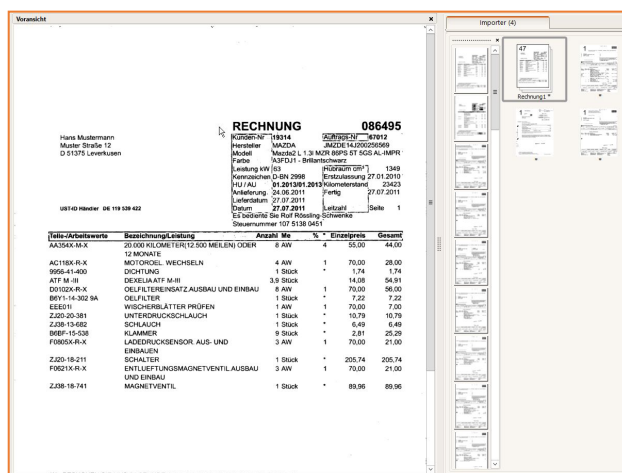 Voransicht
Importer (4)
RECHNUNG 086495
Hans Mustermann
Muster Straße 12
D 51375 Leverkusen
Kunden-Nr 19314 Auftrags-Nr 67012
Hersteller MAZDA JMZDE14J200256569
Modell Mazda2 L 1.3l MZR 86PS 5T 5GS AL-IMPR
Farbe A3FDJ1 - Brillantschwarz
Leistung kW 63 Hubraum cm³ 1349
Kennzeichen D-BN 2998 Erstzulassung 27.01.2010
HU / AU 01.2013/01.2013 Kilometerstand 23423
Anlieferung 24.06.2011 Fertig 27.07.2011
Lieferdatum 27.07.2011
UST-ID Händler DE 119 539 422
Datum 27.07.2011 Leitzahl Seite 1
Es bediente Sie Rolf Rössling-Schwenke
Steuernummer 107 5138 0451
Teile-/Arbeitswerte Bezeichnung/Leistung Anzahl Me % * Einzelpreis Gesamt
AA354X-M-X 20.000 KILOMETER(12.500 MEILEN) ODER 8 AW 4 55,00 44,00
12 MONATE
AC118X-R-X MOTOROEL. WECHSELN 4 AW 1 70,00 28,00
9956-41-400 DICHTUNG 1 Stück * 1,74 1,74
ATF M -III DEXELIA ATF M-III 3,9 Stück 14,08 54,91
D0102X-R-X OELFILTEREINSATZ.AUSBAU UND EINBAU 8 AW 1 70,00 56,00
B6Y1-14-302 9A OELFILTER 1 Stück * 7,22 7,22
EEE01I WISCHERBLÄTTER PRÜFEN 1 AW 1 70,00 7,00
ZJ20-20-381 UNTERDRUCKSCHLAUCH 1 Stück * 10,79 10,79
ZJ38-13-682 SCHLAUCH 1 Stück * 6,49 6,49
B6BF-15-538 KLAMMER 9 Stück * 2,81 25,29
F0805X-R-X LADEDRUCKSENSOR. AUS- UND 3 AW 1 70,00 21,00
EINBAUEN
ZJ20-18-211 SCHALTER 1 Stück * 205,74 205,74
F0621X-R-X ENTLUEFTUNGSMAGNETVENTIL AUSBAU 3 AW 1 70,00 21,00
UND EINBAU
ZJ38-18-741 MAGNETVENTIL 1 Stück * 89,96 89,96
47
Rechnung1 *
1
1
1